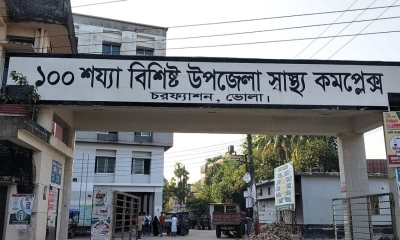 ১০০ শয্যা বিশিষ্ট উপজেলা স্বাস্থ্য কমপ্লেক্স
চরফ্যাশন, ভোলা।